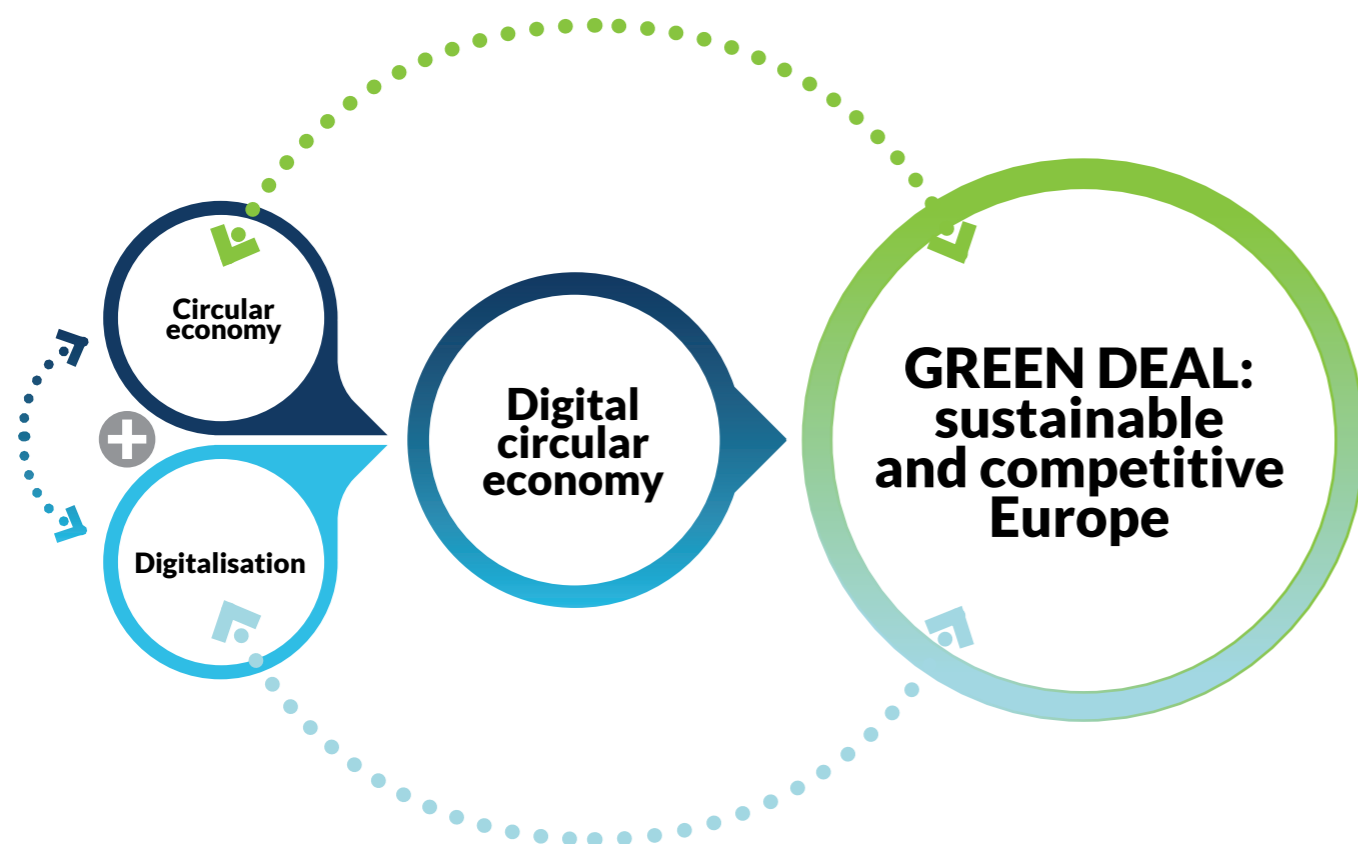 Circular
economy
Digitalisation
Digital
circular
economy
GREEN DEAL:
sustainable
and competitive
Europe